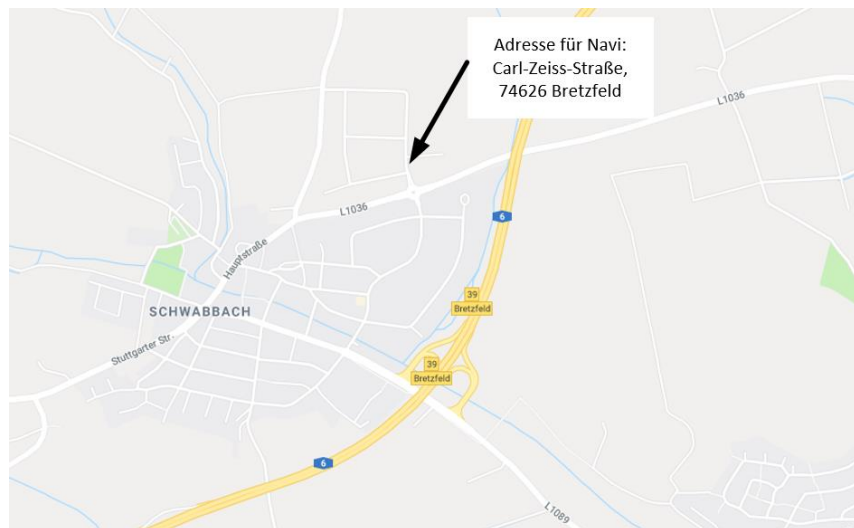 Adresse für Navi:
Carl-Zeiss-Straße,
74626 Bretzfeld
L1036
L1036
6
Hauptstraße
39
Bretzfeld
SCHWABBACH
Stuttgarter Str.
39
Bretzfeld
6
L1089